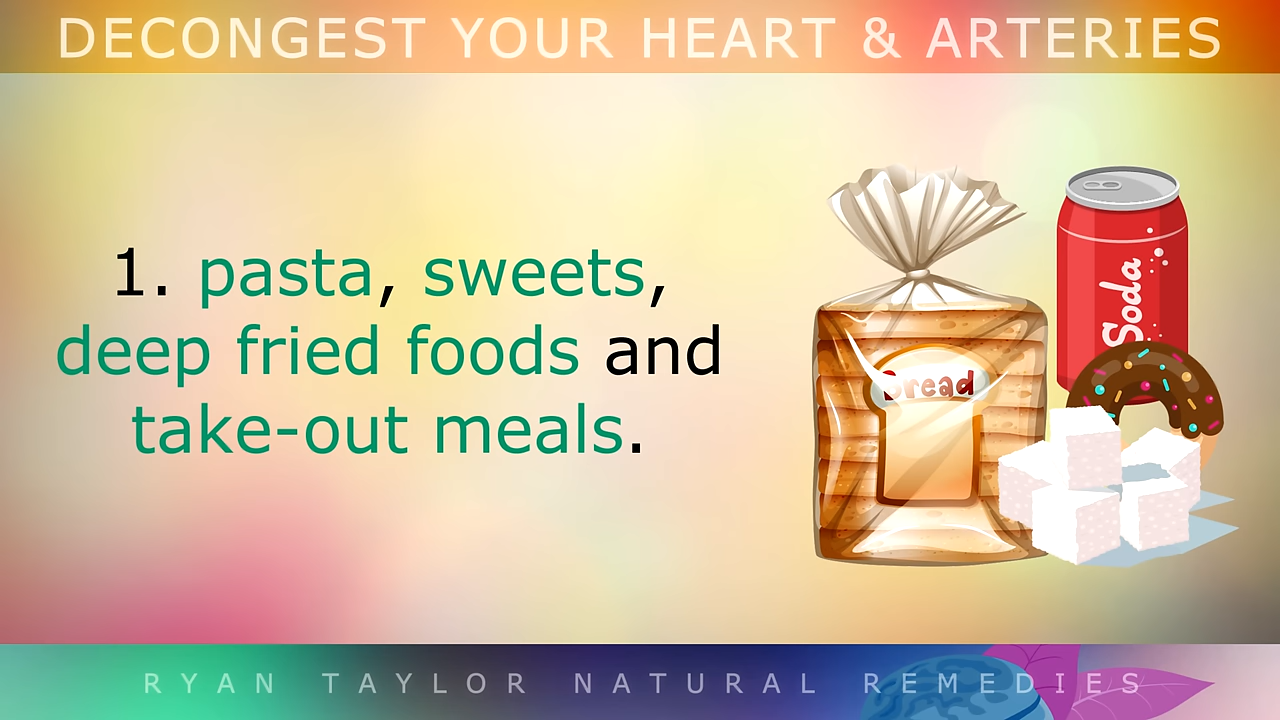 DECONGEST YOUR HEART & ARTERIES
1. pasta, sweets,
deep fried foods and
take-out meals.
Bread
Soda
RYAN TAYLOR NATURAL REMEDIES